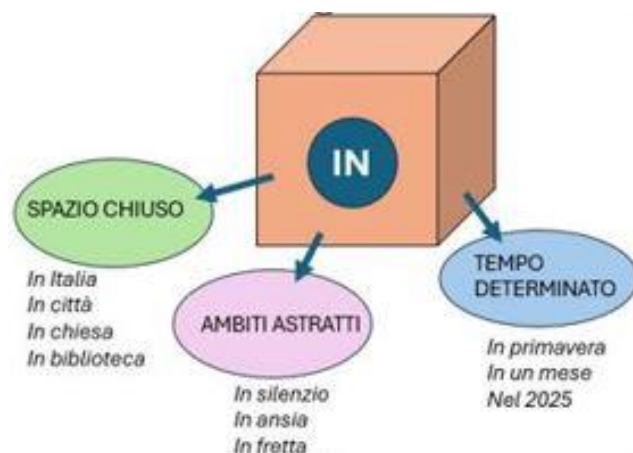 IN
SPAZIO CHIUSO
In Italia
In città
In chiesa
In biblioteca
AMBITI ASTRATTI
In silenzio
In ansia
In fretta
TEMPO
DETERMINATO
In primavera
In un mese
Nel 2025